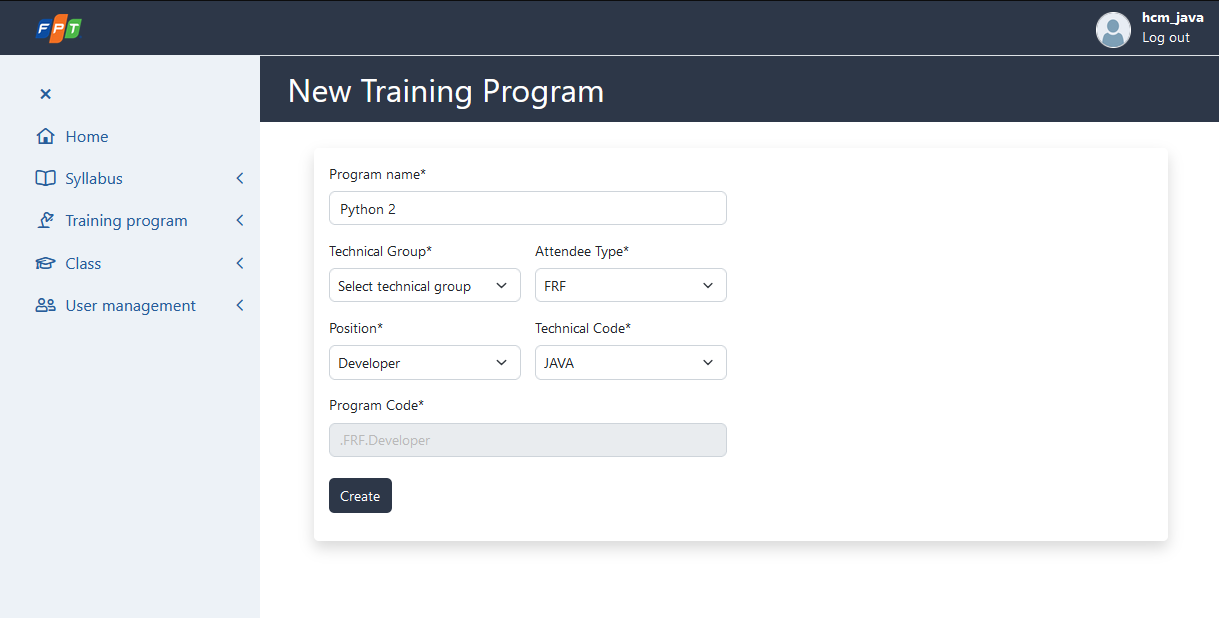 FPT
hcm_java
Log out
New Training Program
Home
Syllabus
Training program
Class
User management
Program name*
Python 2
Technical Group* Attendee Type*
Select technical group FRF
Position* Technical Code*
Developer JAVA
Program Code*
.FRF.Developer
Create